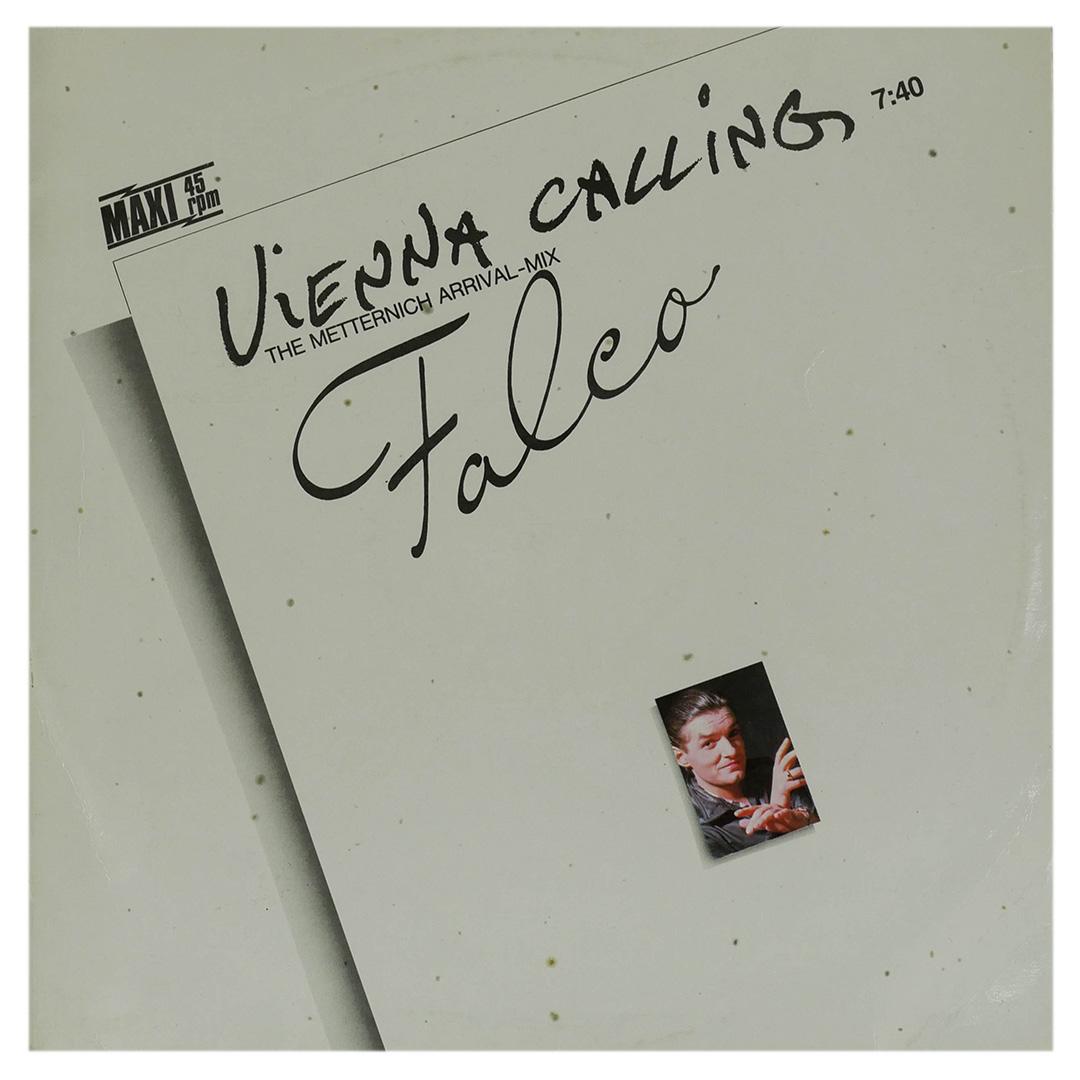 MAXI 45 rpm
VIENNA CALLING 7:40
THE METTERNICH ARRIVAL-MIX
Falco